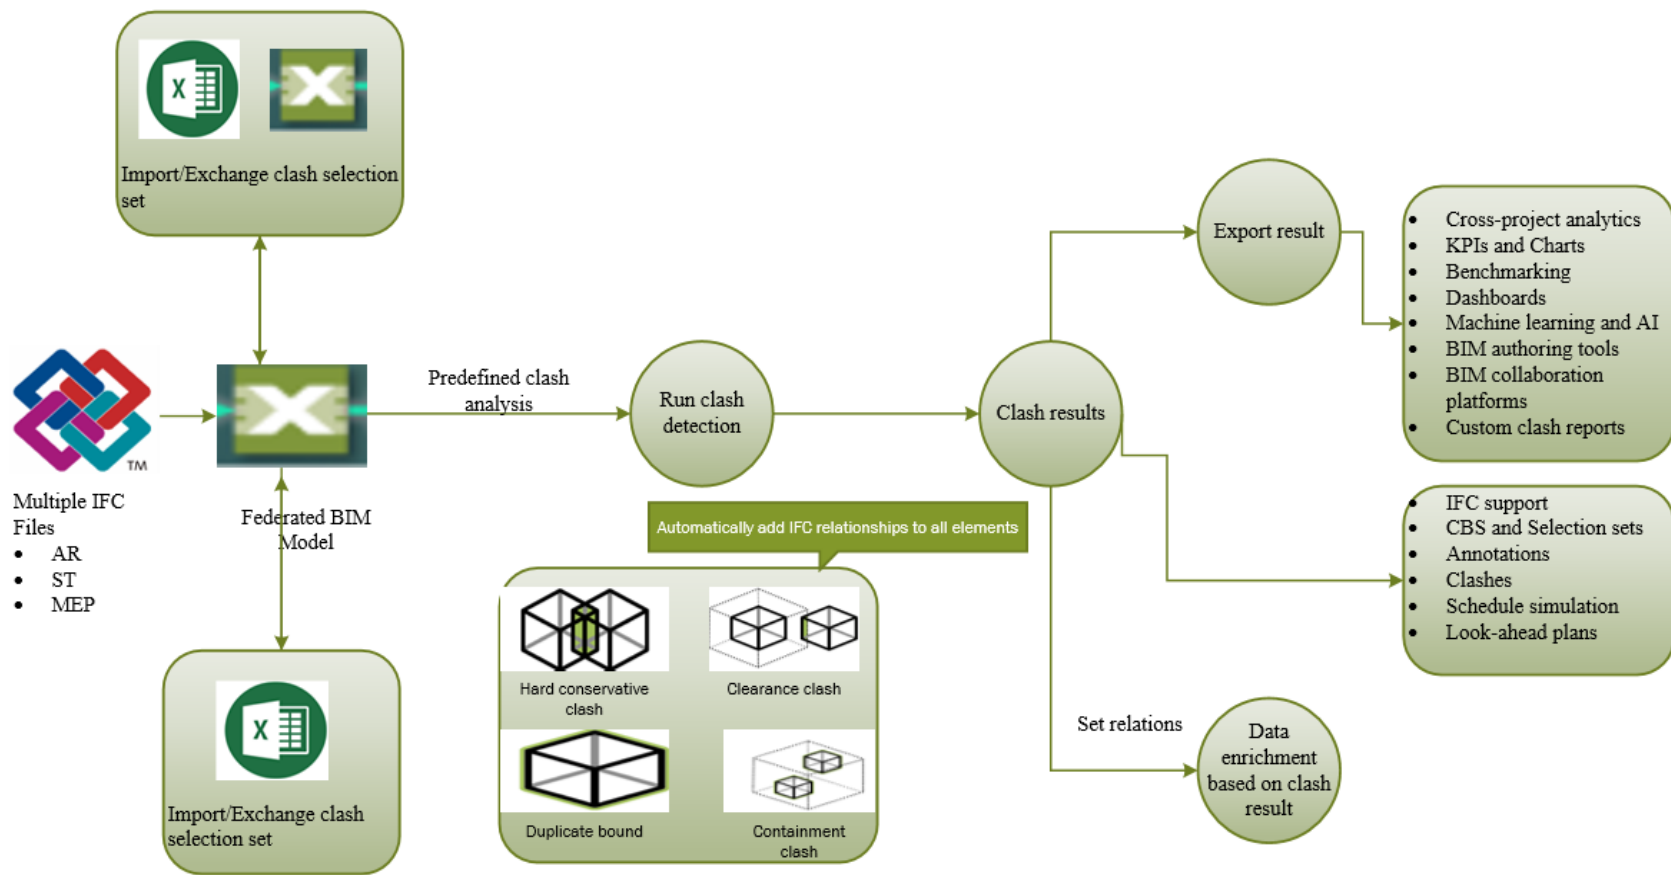 Import/Exchange clash selection
set
Multiple IFC
Files
• AR
• ST
• MEP
TM
Federated BIM
Model
Import/Exchange clash
selection set
Predefined clash
analysis
Run clash
detection
Automatically add IFC relationships to all elements
Hard conservative
clash
Clearance clash
Duplicate bound
Containment
clash
Clash results
Export result
• Cross-project analytics
• KPIs and Charts
• Benchmarking
• Dashboards
• Machine learning and AI
• BIM authoring tools
• BIM collaboration
platforms
• Custom clash reports
• IFC support
• CBS and Selection sets
• Annotations
• Clashes
• Schedule simulation
• Look-ahead plans
Set relations
Data
enrichment
based on clash
result